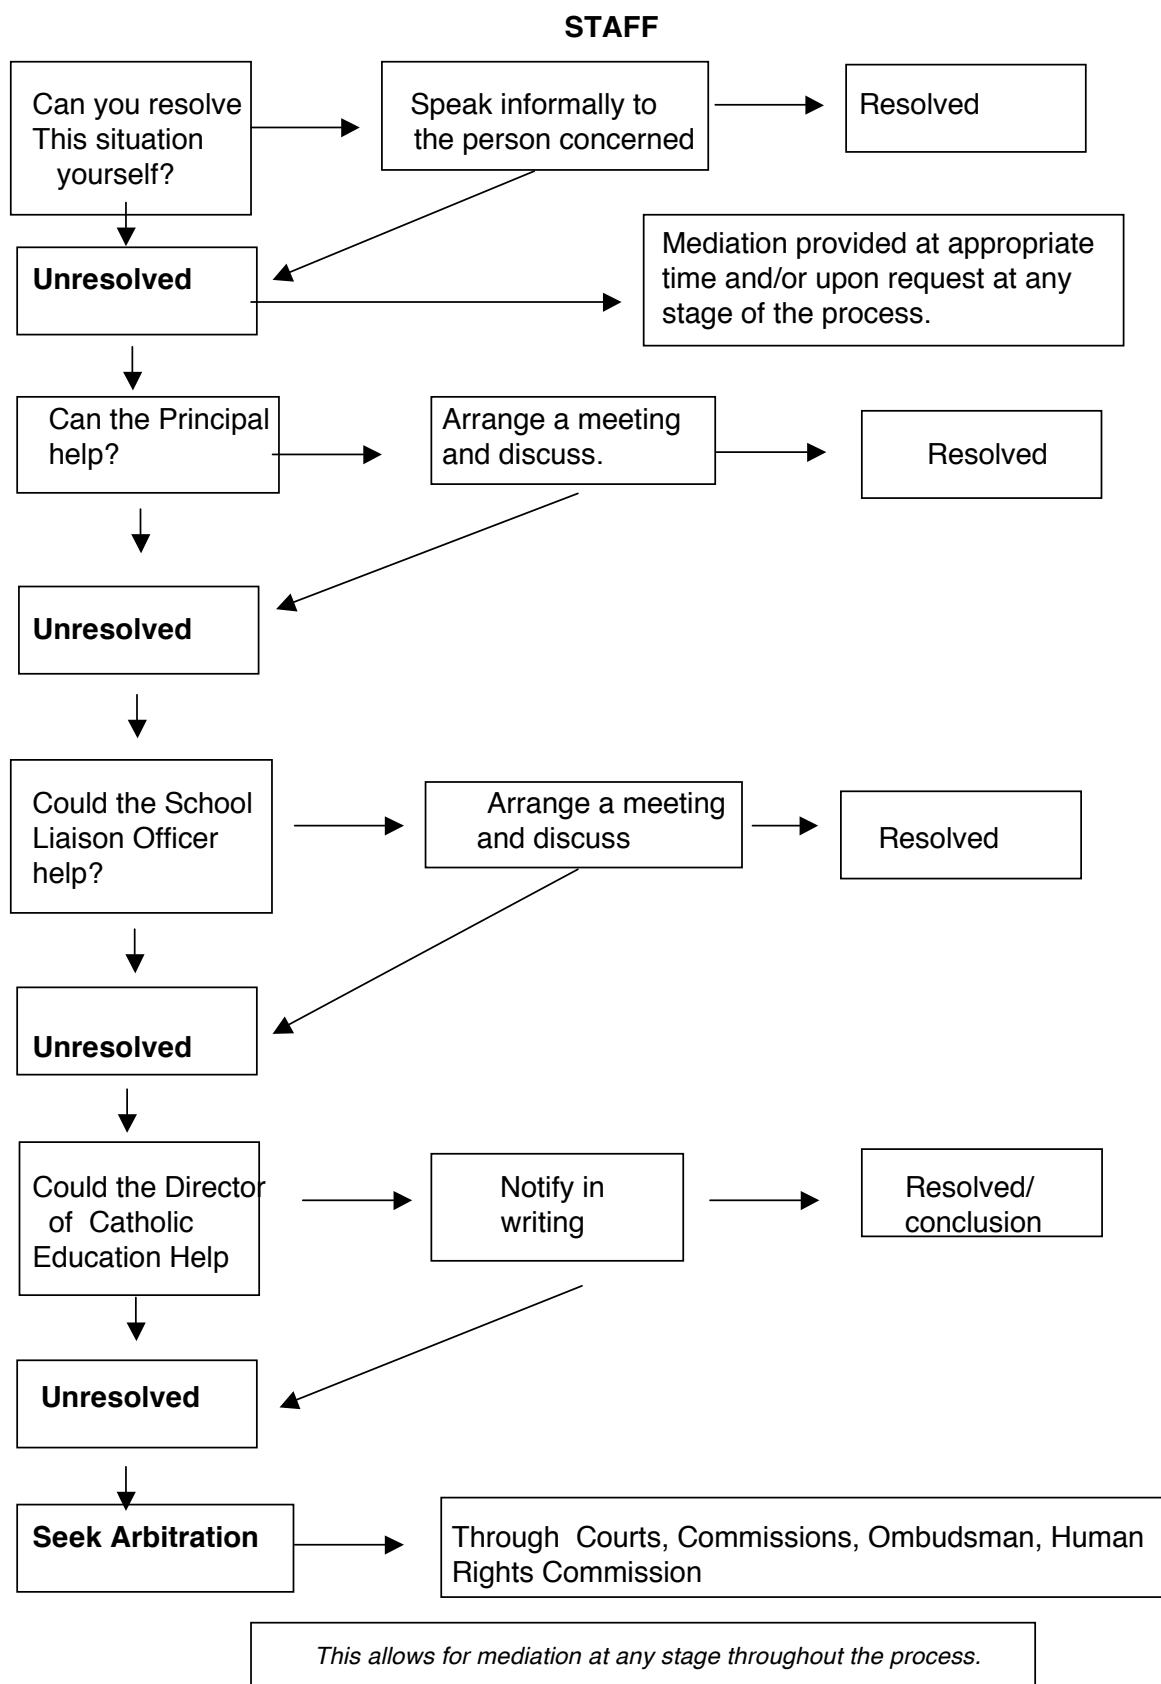 STAFF
Can you resolve
This situation
yourself?
Speak informally to
the person concerned
Resolved
Unresolved
Mediation provided at appropriate
time and/or upon request at any
stage of the process.
Can the Principal
help?
Arrange a meeting
and discuss.
Resolved
Unresolved
Could the School
Liaison Officer
help?
Arrange a meeting
and discuss
Resolved
Unresolved
Could the Director
of Catholic
Education Help
Notify in
writing
Resolved/
conclusion
Unresolved
Seek Arbitration
Through Courts, Commissions, Ombudsman, Human
Rights Commission
This allows for mediation at any stage throughout the process.